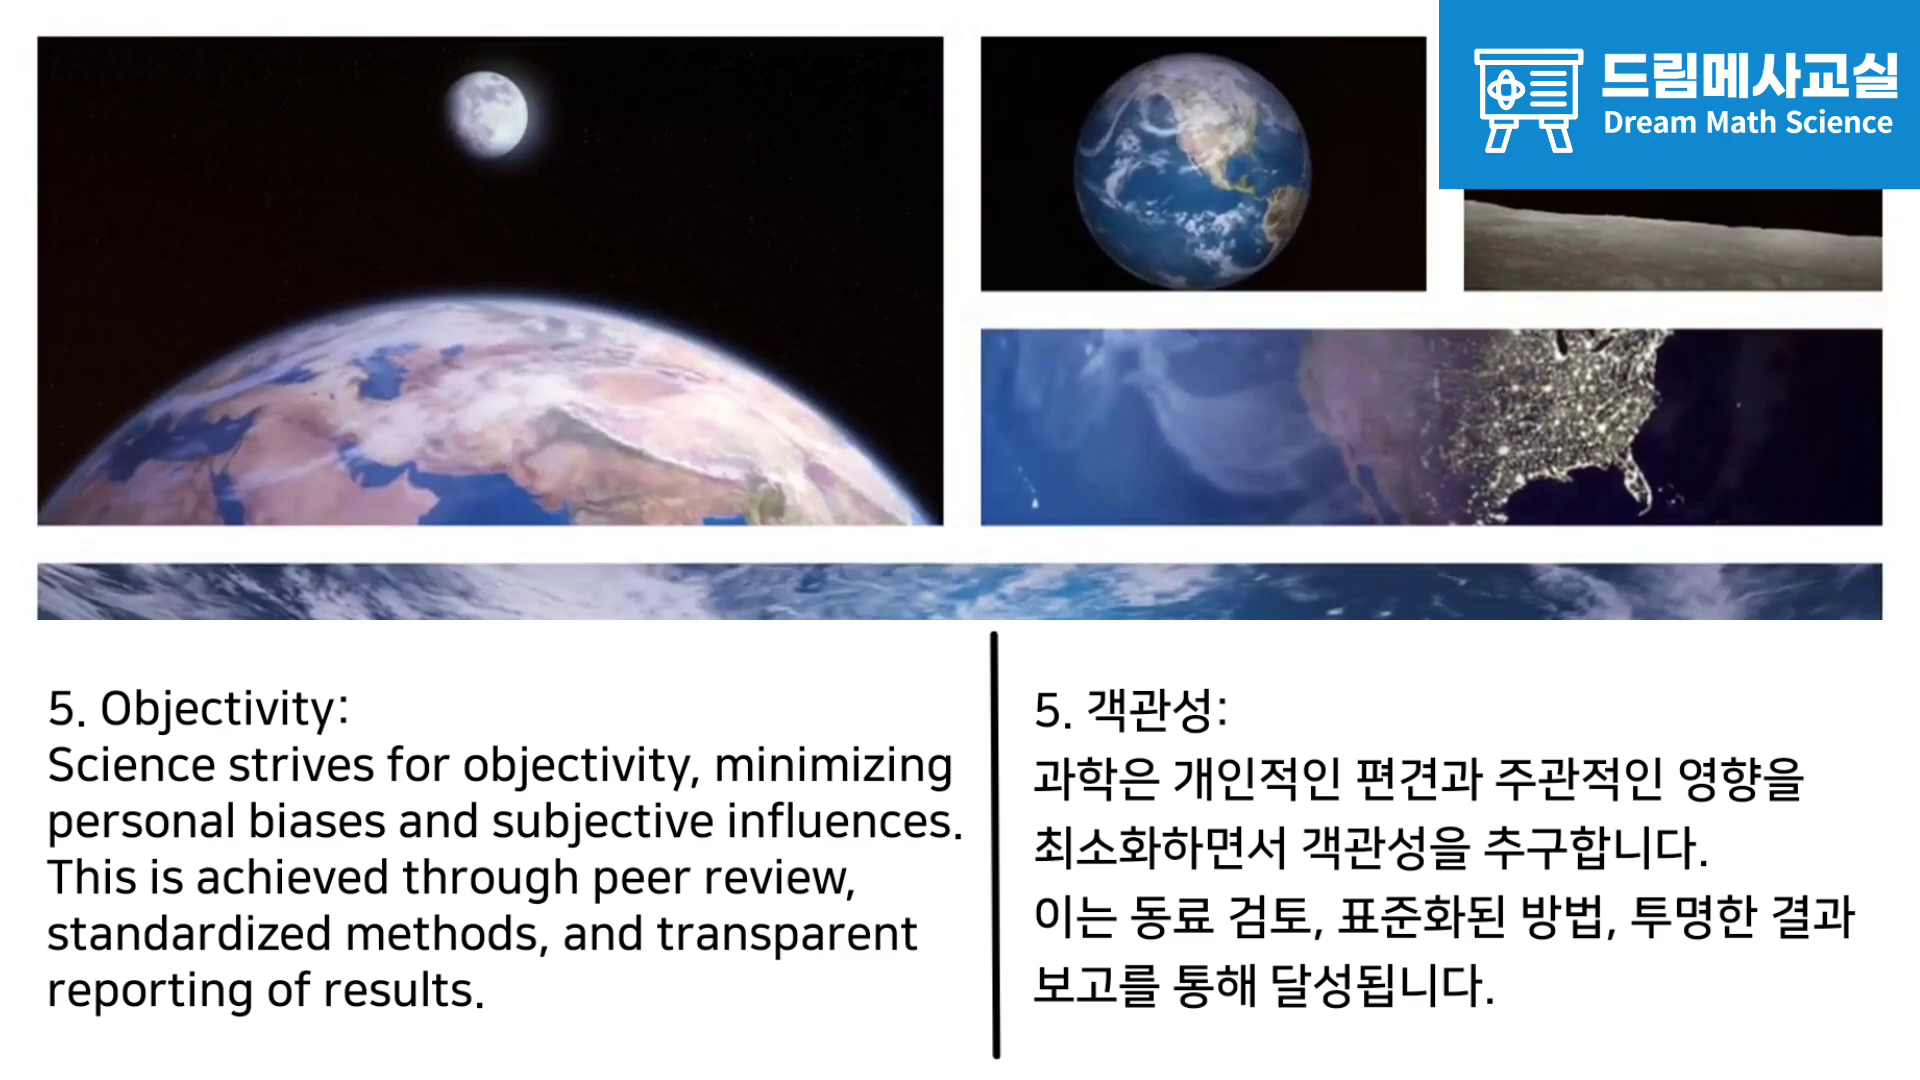 드림메사교실
Dream Math Science
5. Objectivity:
Science strives for objectivity, minimizing
personal biases and subjective influences.
This is achieved through peer review,
standardized methods, and transparent
reporting of results.
5. 객관성:
과학은 개인적인 편견과 주관적인 영향을
최소화하면서 객관성을 추구합니다.
이는 동료 검토, 표준화된 방법, 투명한 결과
보고를 통해 달성됩니다.